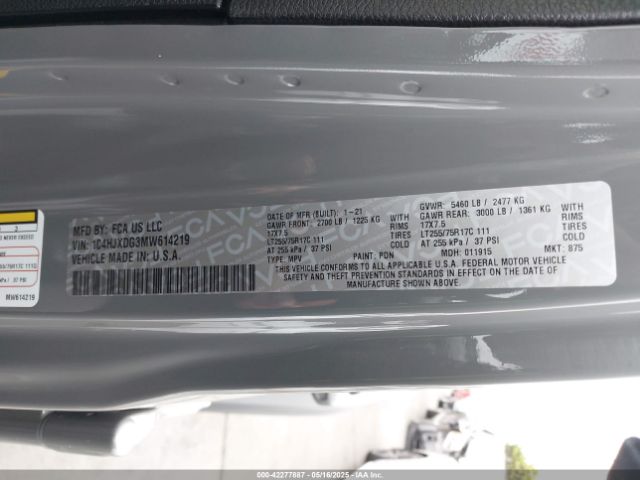 MFD BY: FCA US LLC
VIN: 1C4HJXDG3MW614219
VEHICLE MADE IN: U.S.A.
DATE OF MFR (BUILT): 1-21
GAWR FRONT: 2700 LB / 1225 KG WITH
17X7.5 RIMS
LT255/75R17C 111 TIRES
AT 255 kPa / 37 PSI COLD
TYPE: MPV PAINT: PDN
GVWR: 5460 LB / 2477 KG
GAWR REAR: 3000 LB / 1361 KG WITH
17X7.5 RIMS
LT255/75R17C 111 TIRES
AT 255 kPa / 37 PSI COLD
MDH: 011915 MKT: 875
THIS VEHICLE CONFORMS TO ALL APPLICABLE U.S.A. FEDERAL MOTOR VEHICLE
SAFETY AND THEFT PREVENTION STANDARDS IN EFFECT ON THE DATE OF
MANUFACTURE SHOWN ABOVE.
MW614219
000-42277887 05/16/2025 IAA